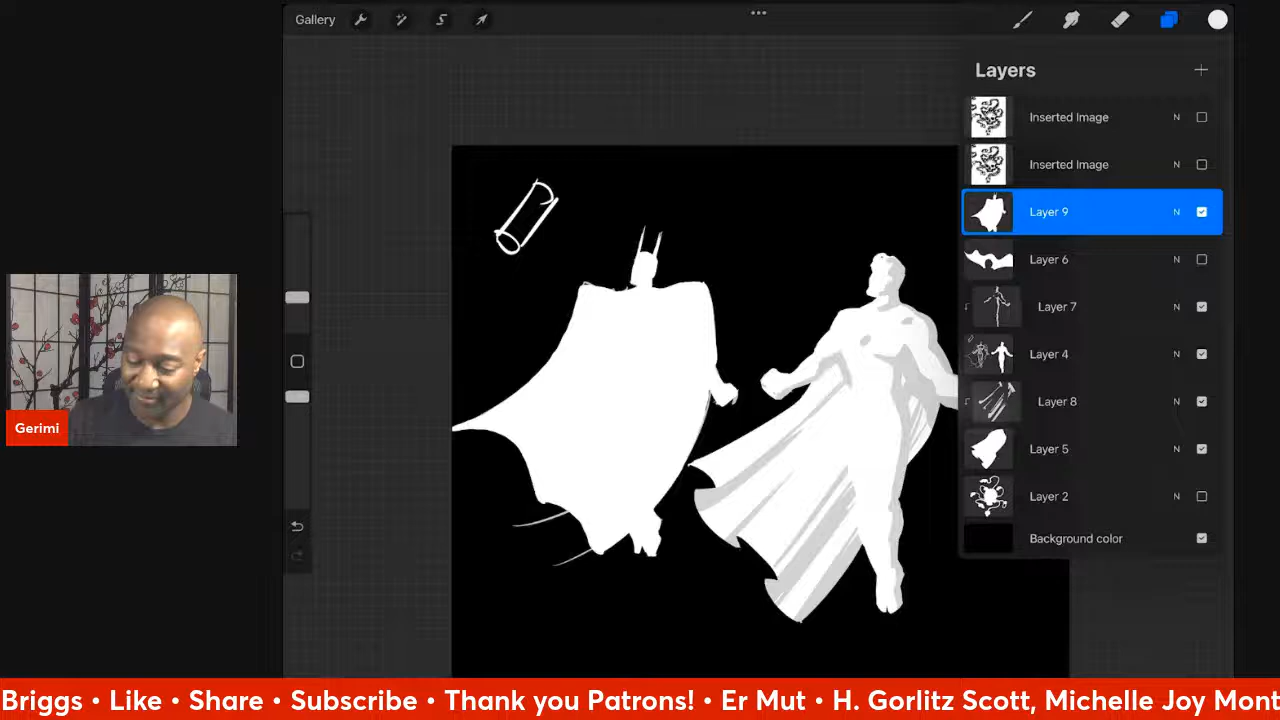 Gallery
Layers
Inserted Image N
Inserted Image N
Layer 9 N
Layer 6 N
Layer 7 N
Layer 4 N
Layer 8 N
Layer 5 N
Layer 2 N
Background color
Gerimi
Briggs • Like • Share • Subscribe • Thank you Patrons! • Er Mut • H. Gorlitz Scott, Michelle Joy Mont